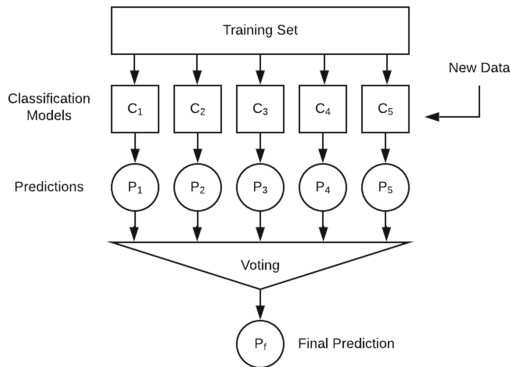 Training Set
New Data
Classification
Models
C₁ C₂ C₃ C₄ C₅
Predictions
P₁ P₂ P₃ P₄ P₅
Voting
P_f Final Prediction